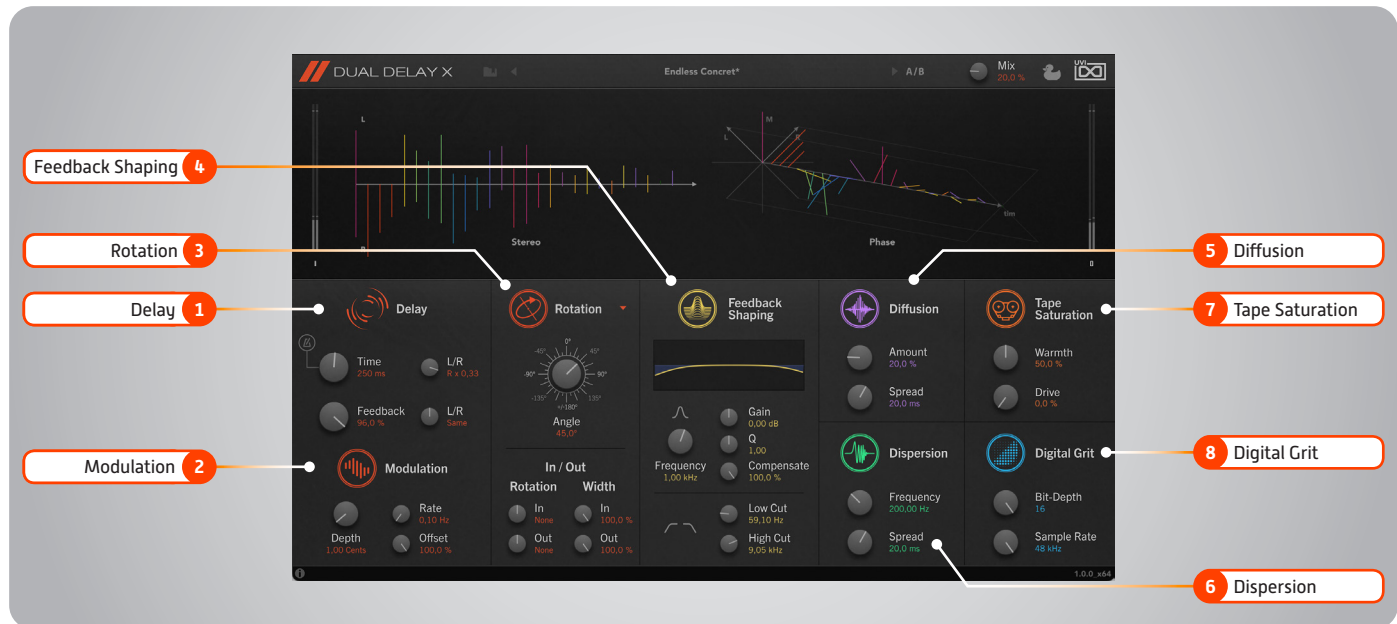 DUAL DELAY X
Endless Concret*
A/B
Mix
20,0 %
UVI
L
R
Stereo
M
L
R
tim
Phase
Feedback Shaping 4
Rotation 3
Delay 1
Modulation 2
5 Diffusion
7 Tape Saturation
8 Digital Grit
6 Dispersion
Delay
Time
250 ms
L/R
R x 0,33
Feedback
96,0 %
L/R
Same
Modulation
Depth
1,00 Cents
Rate
0,10 Hz
Offset
100,0 %
Rotation
0°
-45°
45°
-90°
90°
-135°
135°
+/-180°
Angle
45,0°
In / Out
Rotation
Width
In
None
In
100,0 %
Out
None
Out
100,0 %
Feedback
Shaping
Gain
0,00 dB
Q
1,00
Frequency
1,00 kHz
Compensate
100,0 %
Low Cut
59,10 Hz
High Cut
9,05 kHz
Diffusion
Amount
20,0 %
Spread
20,0 ms
Dispersion
Frequency
200,00 Hz
Spread
20,0 ms
Tape
Saturation
Warmth
50,0 %
Drive
0,0 %
Digital Grit
Bit-Depth
16
Sample Rate
48 kHz
1.0.0_x64